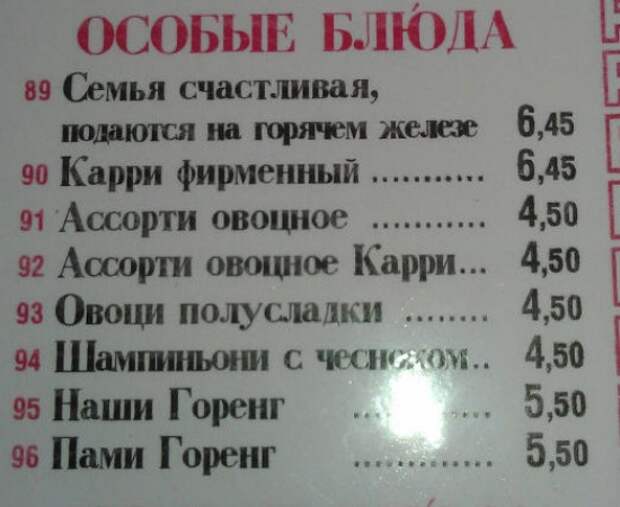 ОСОБЫЕ БЛЮДА
89 Семья счастливая,
подаются на горячем железе 6,45
90 Карри фирменный ........... 6,45
91 Ассорти овоцное ........... 4,50
92 Ассорти овоцное Карри... 4,50
93 Овоци полусладки ........ 4,50
94 Шампиньони с чесноком.. 4,50
95 Наши Горенг ............. 5,50
96 Пами Горенг ............. 5,50